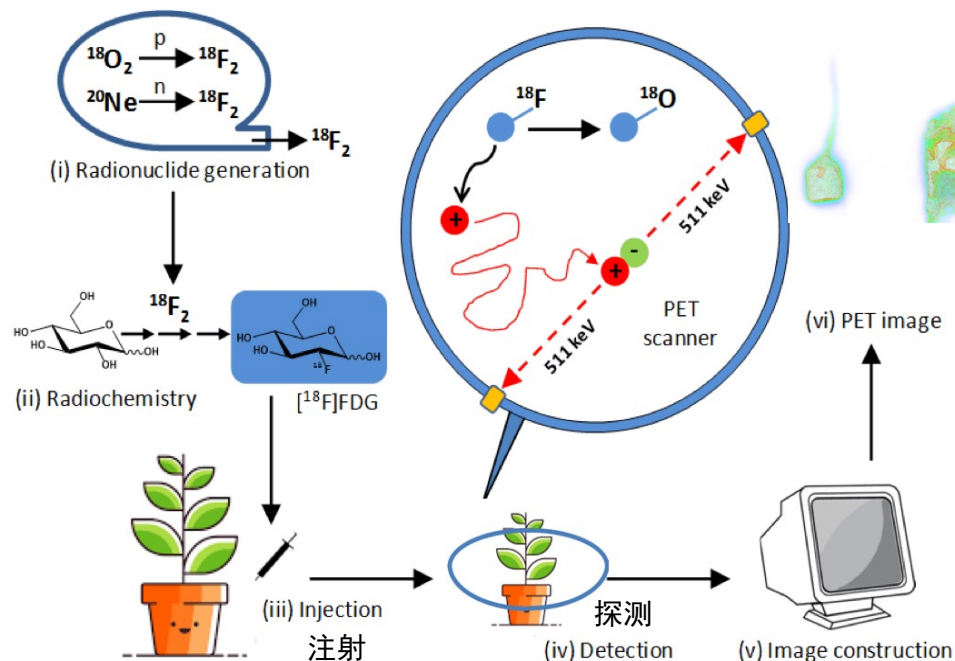 ¹⁸O₂ p ¹⁸F₂
²⁰Ne n ¹⁸F₂
¹⁸F₂
(i) Radionuclide generation
¹⁸F ¹⁸O
+
511 keV
+ -
511 keV
PET
scanner
¹⁸F₂
OH
HO O
HO OH
OH
(ii) Radiochemistry
OH
HO O
HO OH
¹⁸F
[¹⁸F]FDG
(iii) Injection
注射
探测
(iv) Detection
(v) Image construction
(vi) PET image